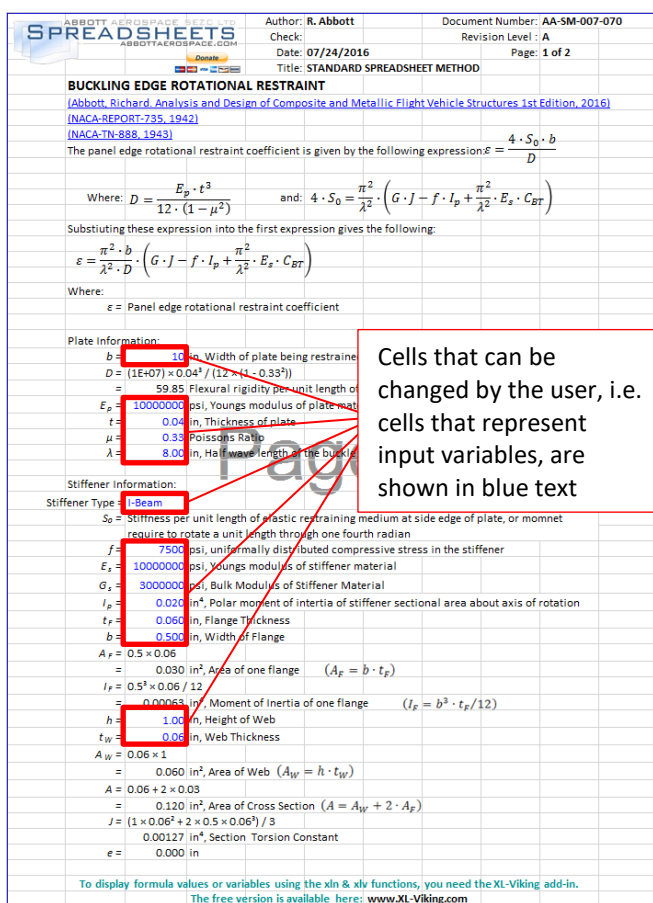 ABBOTT AEROSPACE SEZC LTD
SPREADSHEETS
ABBOTTAEROSPACE.COM
Donate
Author: R. Abbott
Document Number: AA-SM-007-070
Check:
Revision Level : A
Date: 07/24/2016
Page: 1 of 2
Title: STANDARD SPREADSHEET METHOD
BUCKLING EDGE ROTATIONAL RESTRAINT
(Abbott, Richard. Analysis and Design of Composite and Metallic Flight Vehicle Structures 1st Edition, 2016)
(NACA-REPORT-735, 1942)
(NACA-TN-888, 1943)
The panel edge rotational restraint coefficient is given by the following expression: ε = 4 · S₀ · b / D
Where: D = E_p · t³ / 12 · (1 − μ²) and: 4 · S₀ = π²/λ² · (G · J − f · I_p + π²/λ² · E_s · C_BT)
Substiuting these expression into the first expression gives the following:
ε = π² · b / λ² · D · (G · J − f · I_p + π²/λ² · E_s · C_BT)
Where:
ε = Panel edge rotational restraint coefficient
Plate Information:
b = 10 in, Width of plate being restraine
D = (1E+07) × 0.04³ / (12 × (1 - 0.33²))
= 59.85 Flexural rigidity per unit length of
E_p = 10000000 psi, Youngs modulus of plate mat
t = 0.04 in, Thickness of plate
μ = 0.33 Poissons Ratio
λ = 8.00 in, Half wave length of the buckle
Page
Cells that can be
changed by the user, i.e.
cells that represent
input variables, are
shown in blue text
Stiffener Information:
Stiffener Type = I-Beam
S₀ = Stiffness per unit length of elastic restraining medium at side edge of plate, or momnet
require to rotate a unit length through one fourth radian
f = 7500 psi, uniformally distributed compressive stress in the stiffener
E_s = 10000000 psi, Youngs modulus of stiffener material
G_s = 3000000 psi, Bulk Modulus of Stiffener Material
I_p = 0.020 in⁴, Polar moment of intertia of stiffener sectional area about axis of rotation
t_F = 0.060 in, Flange Thickness
b = 0.500 in, Width of Flange
A_F = 0.5 × 0.06
= 0.030 in², Area of one flange (A_F = b · t_F)
I_F = 0.5³ × 0.06 / 12
= 0.00063 in⁴, Moment of Inertia of one flange (I_F = b³ · t_F/12)
h = 1.00 in, Height of Web
t_W = 0.06 in, Web Thickness
A_W = 0.06 × 1
= 0.060 in², Area of Web (A_W = h · t_W)
A = 0.06 + 2 × 0.03
= 0.120 in², Area of Cross Section (A = A_W + 2 · A_F)
J = (1 × 0.06³ + 2 × 0.5 × 0.06³) / 3
0.00127 in⁴, Section Torsion Constant
e = 0.000 in
To display formula values or variables using the xln & xlv functions, you need the XL-Viking add-in.
The free version is available here: www.XL-Viking.com